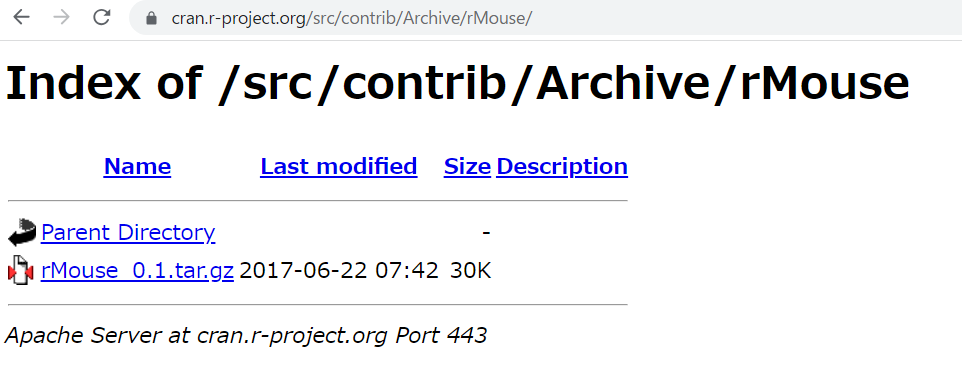 cran.r-project.org/src/contrib/Archive/rMouse/
Index of /src/contrib/Archive/rMouse
Name Last modified Size Description
Parent Directory -
rMouse_0.1.tar.gz 2017-06-22 07:42 30K
Apache Server at cran.r-project.org Port 443